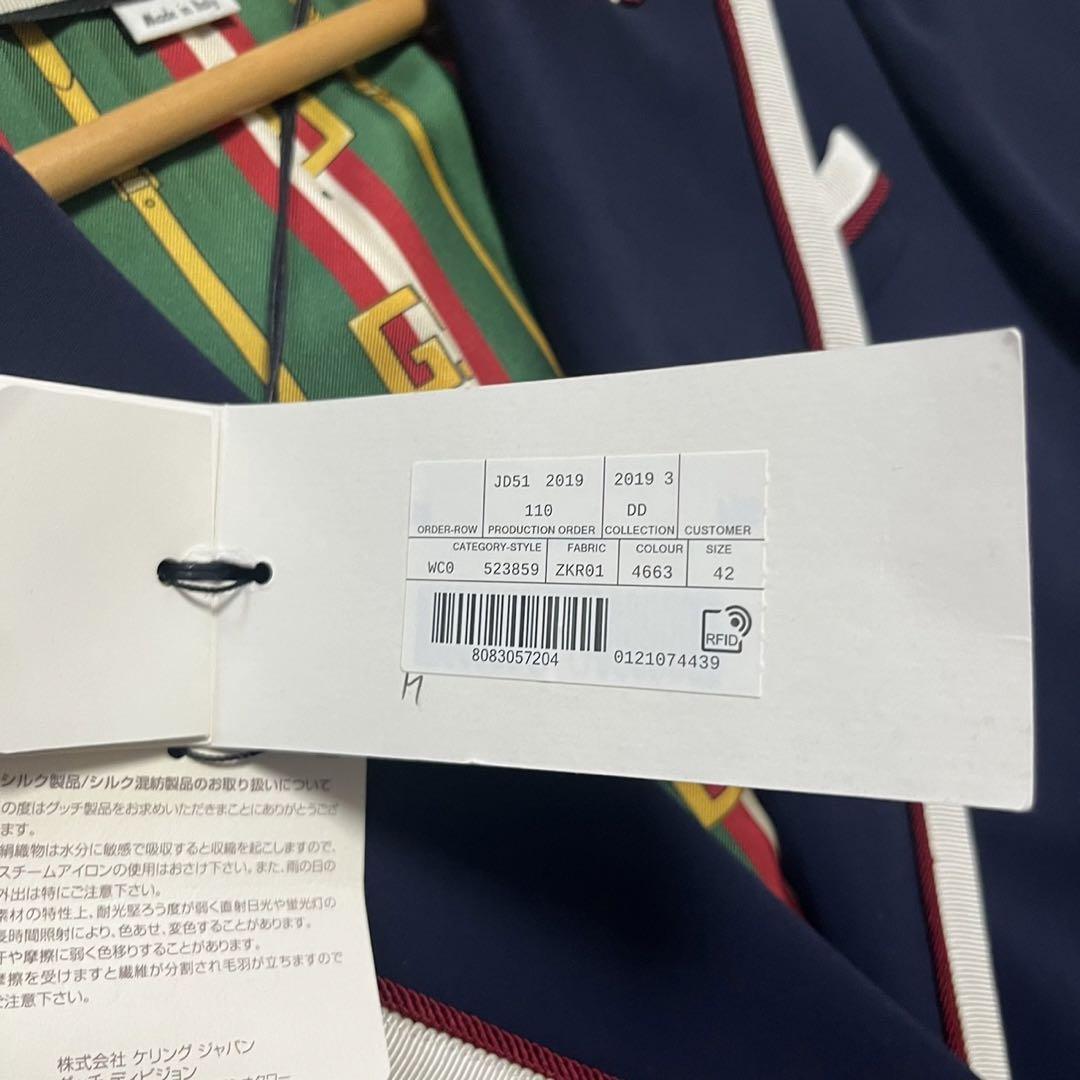 Made in Italy
G
JD51 2019
2019 3
110
DD
ORDER-ROW
PRODUCTION ORDER
COLLECTION
CUSTOMER
CATEGORY-STYLE
FABRIC
COLOUR
SIZE
WC0 523859
ZKR01
4663
42
RFID
8083057204
0121074439
M
シルク製品/シルク混紡製品のお取り扱いについて
の度はグッチ製品をお求めいただきまことにありがとうござ
ます。
絹織物は水分に敏感で吸収すると収縮を起こしますので、
スチームアイロンの使用はおさけ下さい。また、雨の日の
外出は特にご注意下さい。
素材の特性上、耐光堅ろう度が弱く直射日光や蛍光灯の
長時間照射により、色あせ、変色することがあります。
汗や摩擦に弱く色移りすることがあります。
摩擦を受けますと繊維が分割され毛羽が立ちますので
ご注意下さい。
株式会社 ケリング ジャパン
グッチ ディビジョン